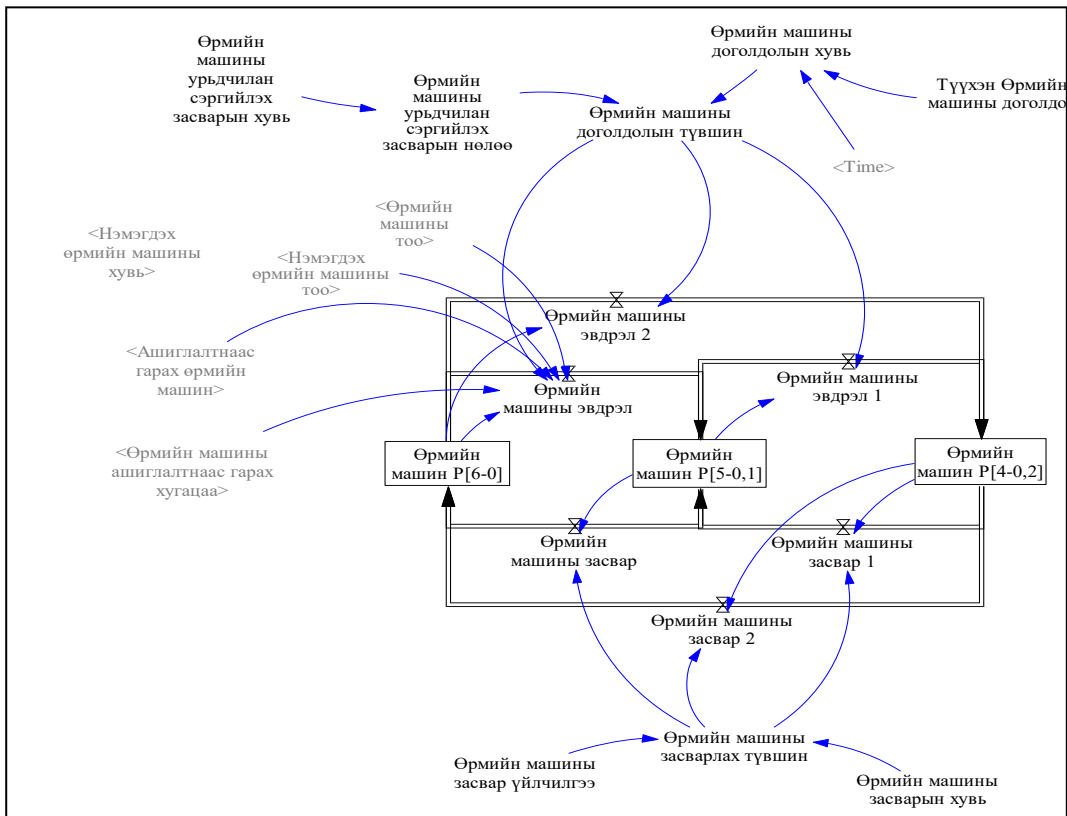 Өрмийн
машины
урьдчилан
сэргийлэх
засварын хувь
Өрмийн
машины
урьдчилан
сэргийлэх
засварын нөлөө
Өрмийн машины
доголдолын хувь
Түүхэн Өрмийн
машины доголдо
Өрмийн машины
доголдолын түвшин
<Time>
<Өрмийн
машины
тоо>
<Нэмэгдэх
өрмийн машины
хувь>
<Нэмэгдэх
өрмийн машины
тоо>
<Ашиглалтнаас
гарах өрмийн
машин>
<Өрмийн машины
ашиглалтнаас гарах
хугацаа>
Өрмийн машины
эвдрэл 2
Өрмийн
машины эвдрэл
Өрмийн машины
эвдрэл 1
Өрмийн
машин P[6-0]
Өрмийн
машин P[5-0,1]
Өрмийн
машин P[4-0,2]
Өрмийн
машины засвар
Өрмийн машины
засвар 1
Өрмийн машины
засвар 2
Өрмийн машины
засварлах түвшин
Өрмийн машины
засвар үйлчилгээ
Өрмийн машины
засварын хувь